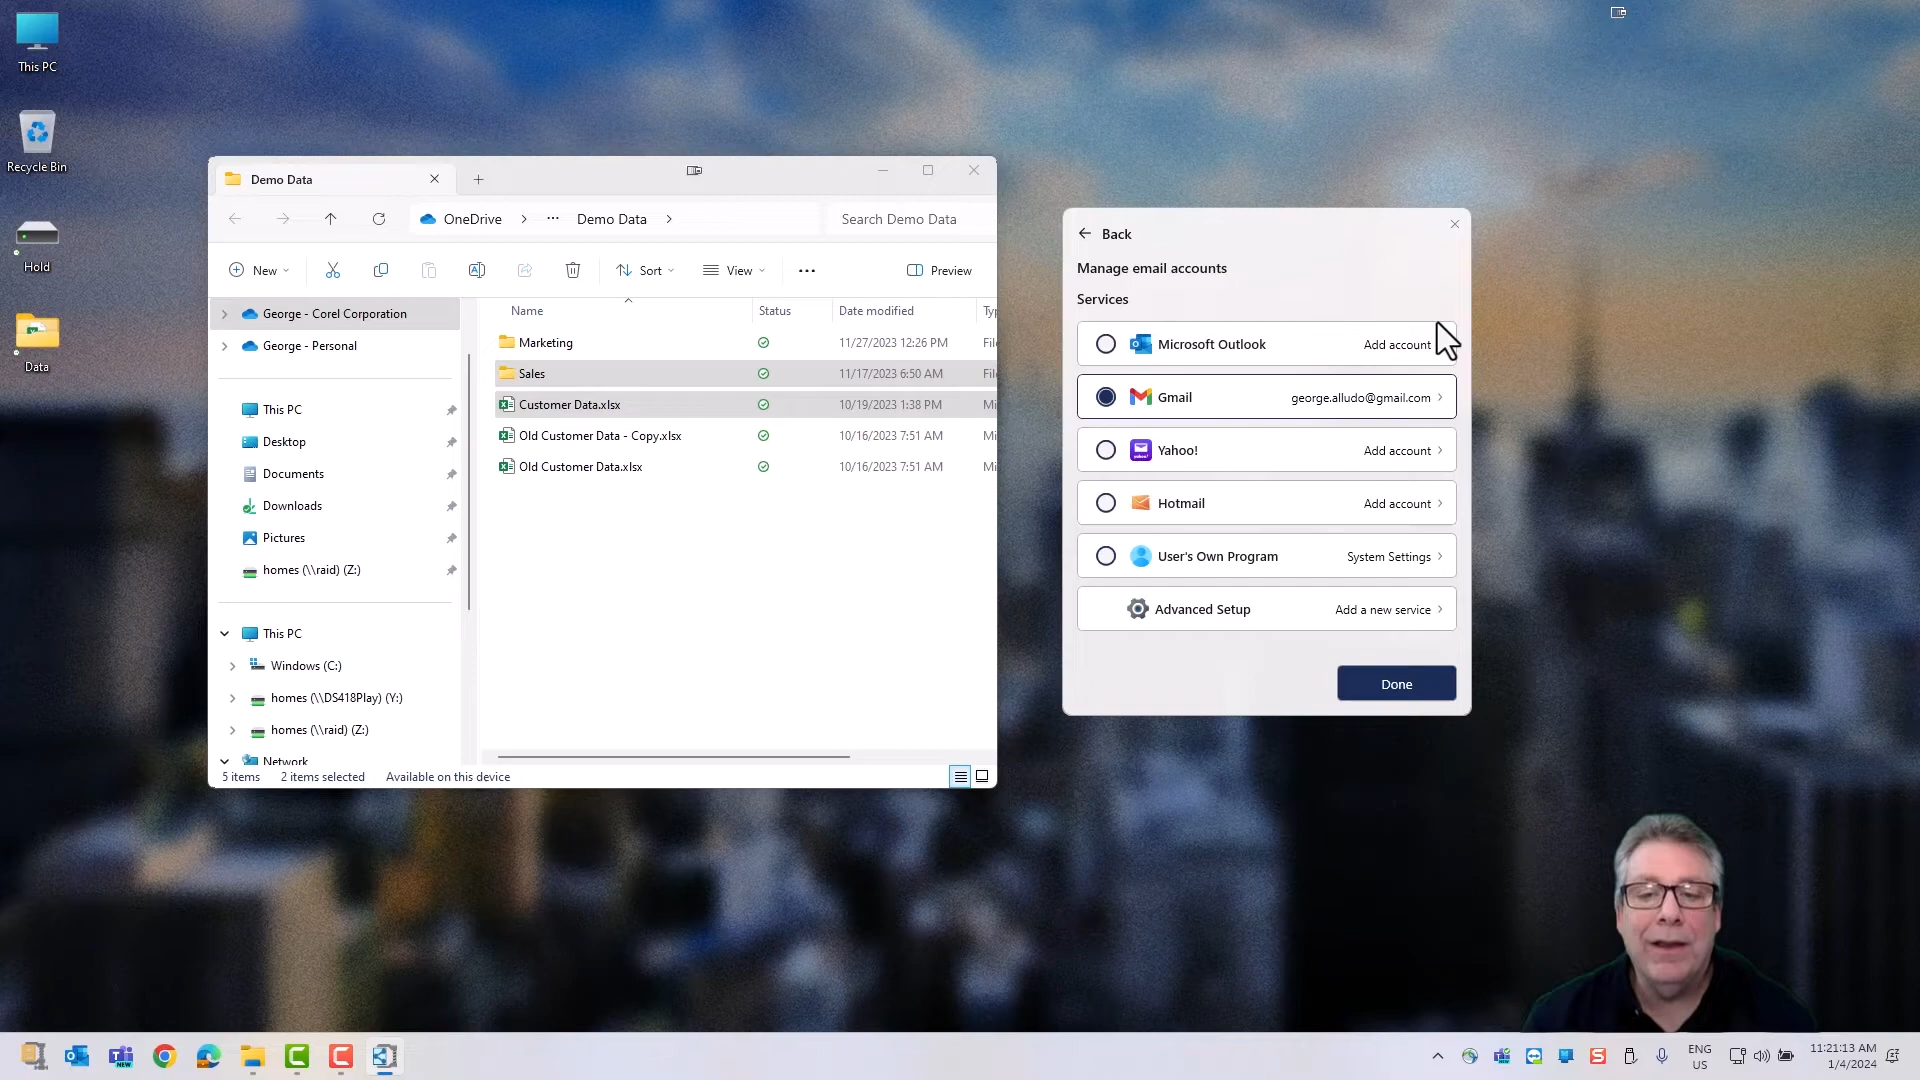 This PC
Recycle Bin
Hold
Data
Demo Data
OneDrive
Demo Data
Search Demo Data
New
Sort
View
Preview
George - Corel Corporation
George - Personal
This PC
Desktop
Documents
Downloads
Pictures
homes (\\raid) (Z:)
This PC
Windows (C:)
homes (\\DS418Play) (Y:)
homes (\\raid) (Z:)
Network
Name Status Date modified Ty
Marketing 11/27/2023 12:26 PM File
Sales 11/17/2023 6:50 AM File
Customer Data.xlsx 10/19/2023 1:38 PM Mi
Old Customer Data - Copy.xlsx 10/16/2023 7:51 AM Mi
Old Customer Data.xlsx 10/16/2023 7:51 AM Mi
5 items 2 items selected Available on this device
Back
Manage email accounts
Services
Microsoft Outlook Add account
Gmail george.alludo@gmail.com
Yahoo! Add account
Hotmail Add account
User's Own Program System Settings
Advanced Setup Add a new service
Done
ENG
US
11:21:13 AM
1/4/2024